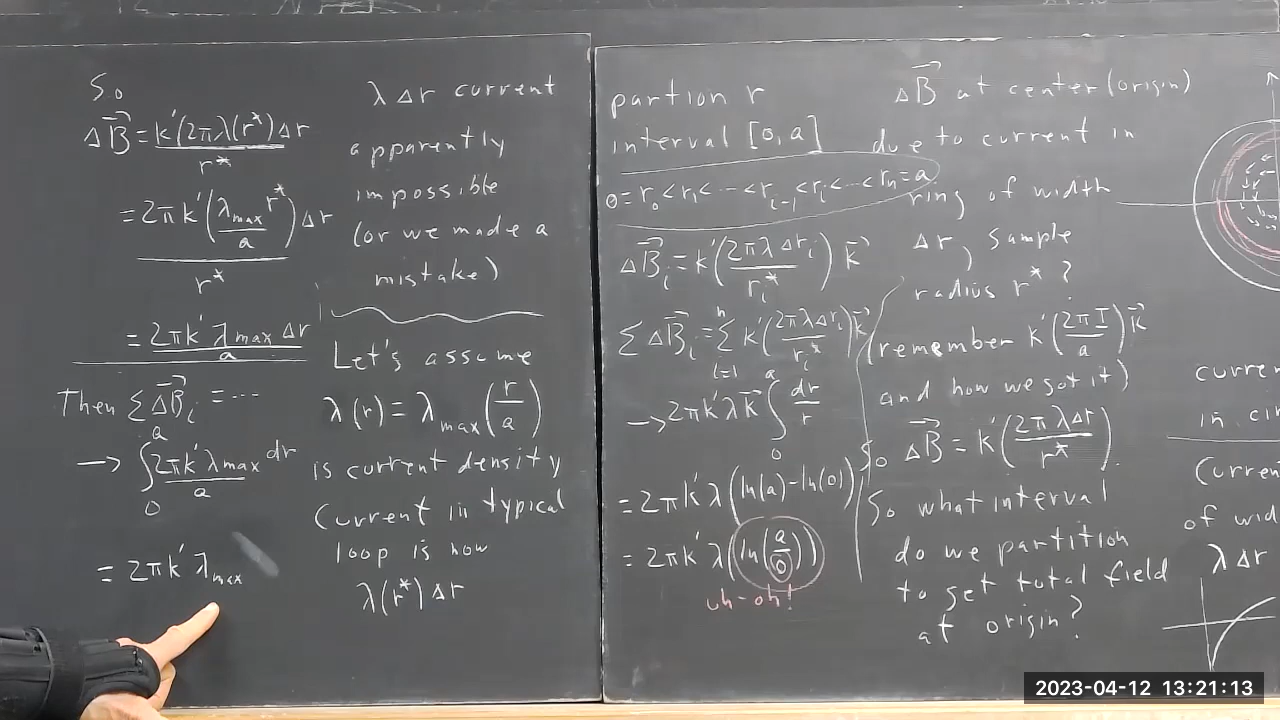 So
ΔB⃗ = k'(2πλ(r*)Δr / r*
= 2πk'(λmax r* / a)Δr / r*
= 2πk' λmax Δr / a
Then ΣΔB⃗i = ...
→ ∫₀ᵃ 2πk'λmax / a dr
= 2πk' λmax
λΔr current
apparently
impossible
(or we made a
mistake)
Let's assume
λ(r) = λmax(r/a)
is current density
Current in typical
loop is now
λ(r*)Δr
partion r
interval [0,a]
0=r₀<r₁<---<rᵢ₋₁<rᵢ<--<rn=a
ΔB⃗i = k'(2πλΔri / ri*) k⃗
ΣΔB⃗i = Σⁿᵢ₌₁ k'(2πλΔri / ri*)k⃗
→ 2πk'λk⃗ ∫₀ᵃ dr/r
= 2πk'λ(ln(a)-ln(0))
= 2πk'λ(ln(a/0))
uh-oh!
ΔB⃗ at center (origin)
due to current in
ring of width
Δr, sample
radius r*?
(remember k'(2πI/a)k⃗
and how we got it)
So ΔB⃗ = k'(2πλΔr / r*).
So what interval
do we partition
to get total field
at origin?
curren
in cir
(urren
of wid
λΔr
2023-04-12 13:21:13